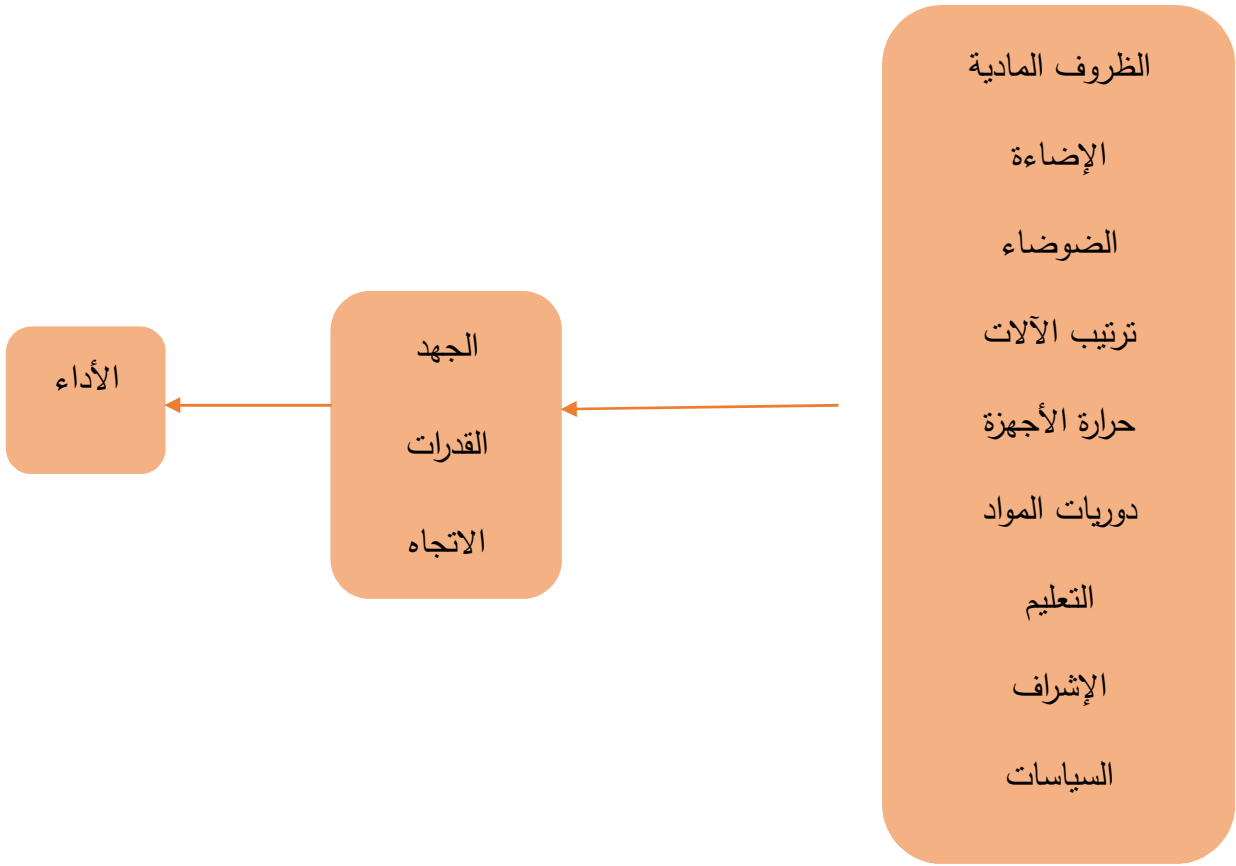 الظروف المادية
الإضاءة
الضوضاء
ترتيب الآلات
حرارة الأجهزة
دوريات المواد
التعليم
الإشراف
السياسات
الجهد
القدرات
الاتجاه
الأداء